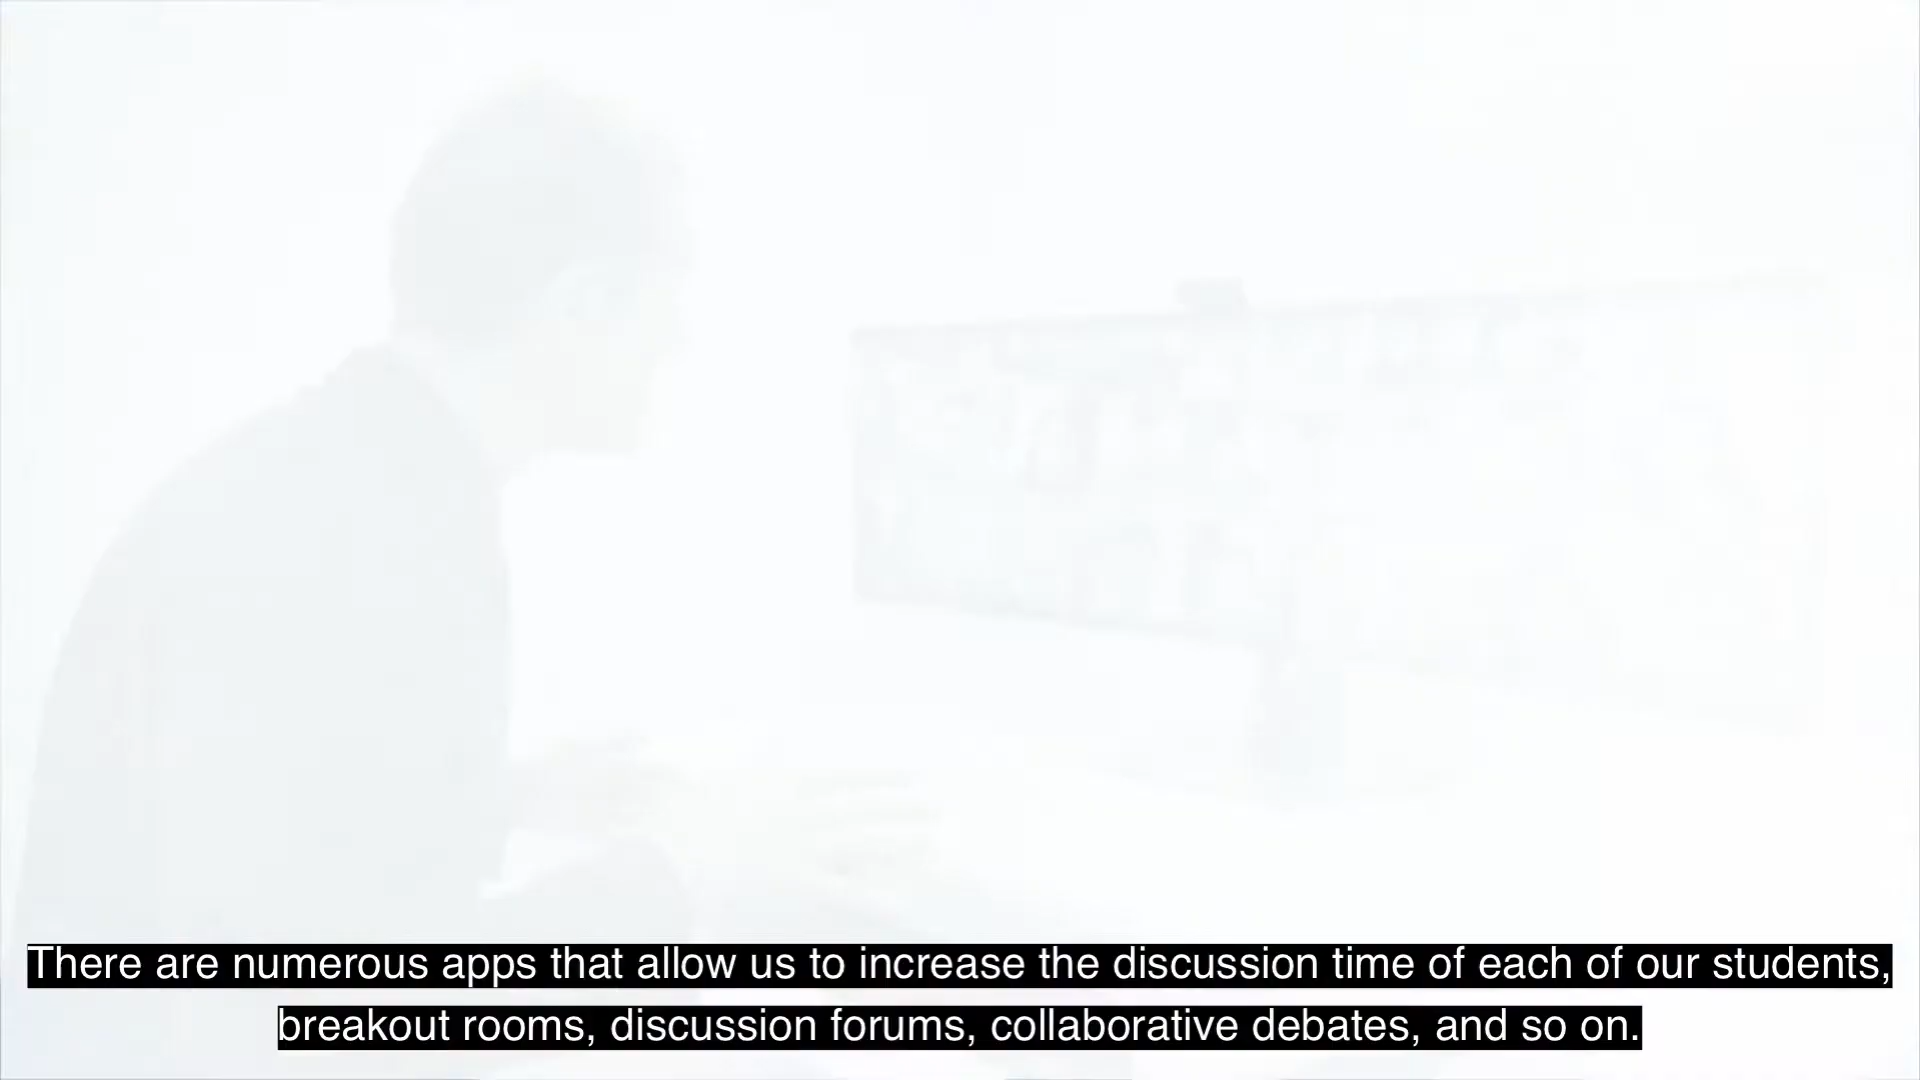 There are numerous apps that allow us to increase the discussion time of each of our students,
breakout rooms, discussion forums, collaborative debates, and so on.